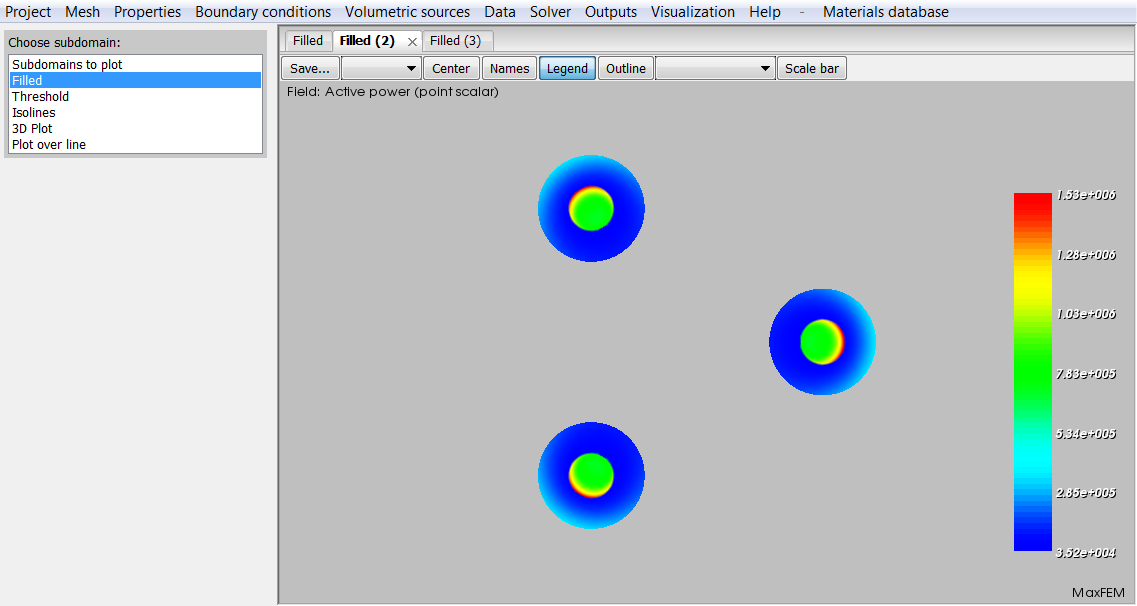 Project Mesh Properties Boundary conditions Volumetric sources Data Solver Outputs Visualization Help - Materials database
Choose subdomain:
Subdomains to plot
Filled
Threshold
Isolines
3D Plot
Plot over line
Filled Filled (2) Filled (3)
Save... Center Names Legend Outline Scale bar
Field: Active power (point scalar)
1.53e+006
1.28e+006
1.03e+006
7.83e+005
5.34e+005
2.85e+005
3.52e+004
MaxFEM